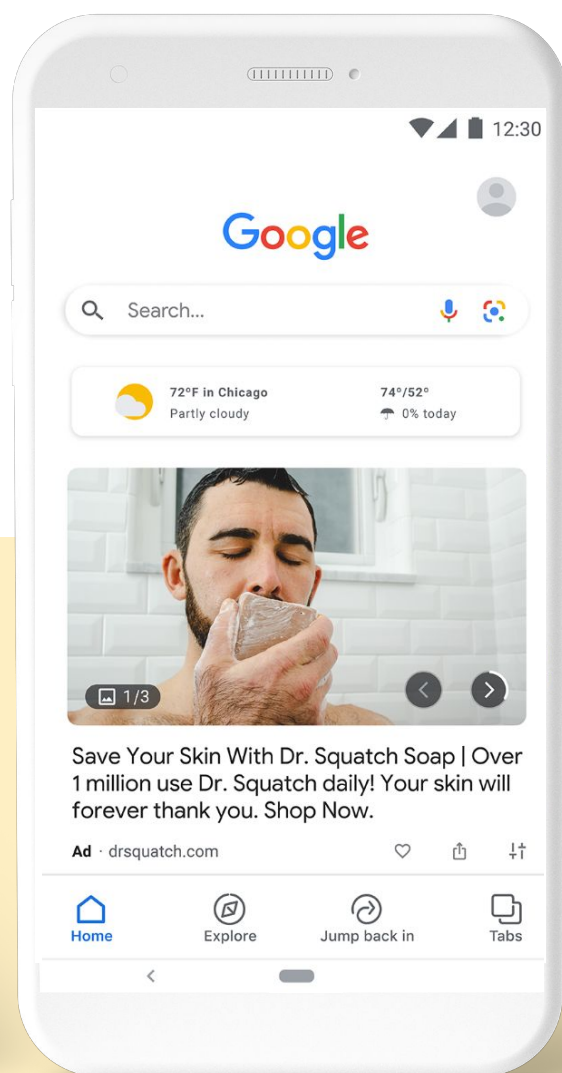 12:30
Google
Search...
72°F in Chicago 74°/52°
Partly cloudy 0% today
1/3
Save Your Skin With Dr. Squatch Soap | Over
1 million use Dr. Squatch daily! Your skin will
forever thank you. Shop Now.
Ad · drsquatch.com
Home Explore Jump back in Tabs